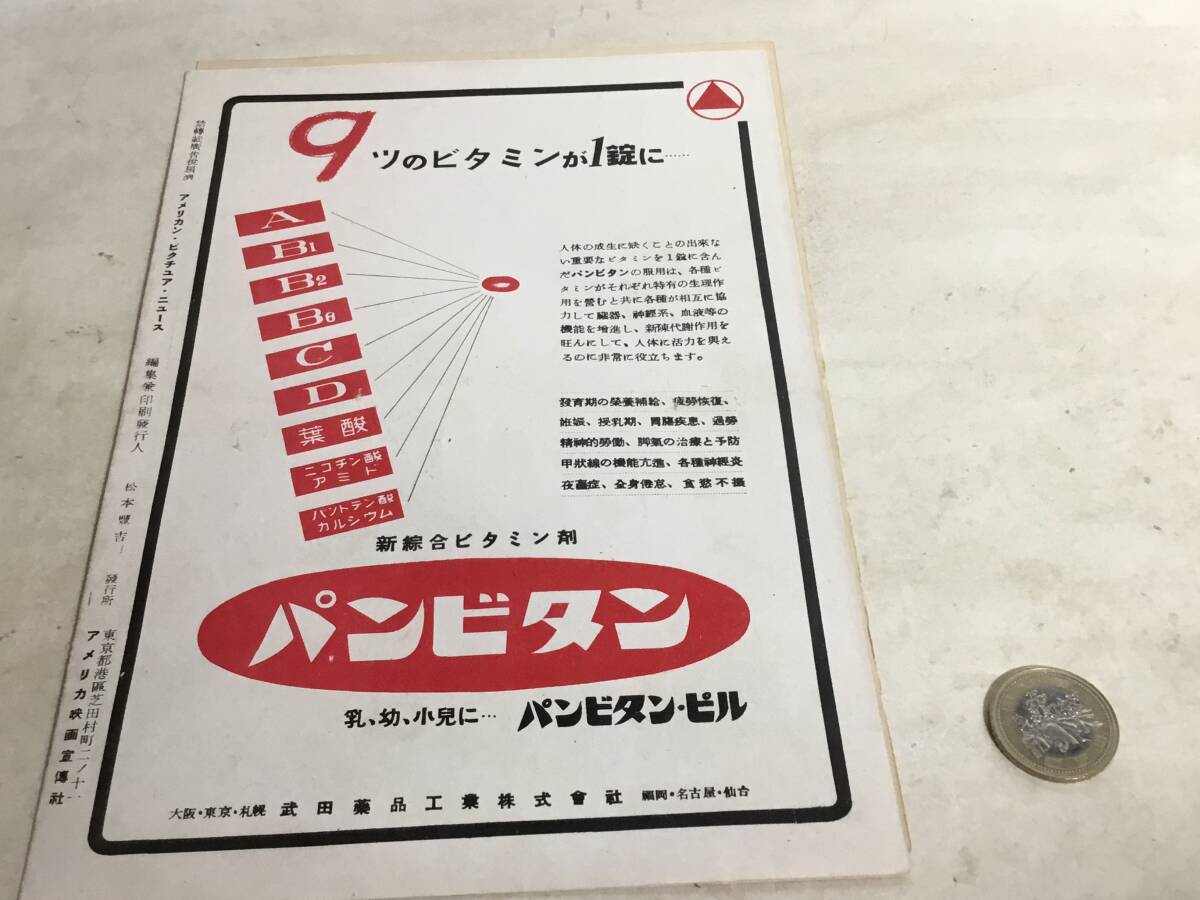 9ツのビタミンが1錠に……
A
B1
B2
B6
C
D
葉酸
ニコチン酸
アミド
パントテン酸
カルシウム
人体の成生に缺くことの出來な
い重要なビタミンを1錠に含ん
だパンビタンの服用は、各種ビ
タミンがそれぞれ特有の生理作
用を營むと共に各種が相互に協
力して臓器、神經系、血液等の
機能を增進し、新陳代謝作用を
旺んにして、人体に活力を與え
るのに非常に役立ちます。
發育期の榮養補給、疲勞恢復、
姙娠、授乳期、胃腸疾患、過勞
精神的勞働、脚氣の治療と予防
甲狀線の機能亢進、各種神經炎
夜盲症、全身倦怠、食慾不振
新綜合ビタミン剤
パンビタン
乳、幼、小兒に… パンビタン・ピル
大阪・東京・札幌 武田薬品工業株式會社 福岡・名古屋・仙台
アメリカン・ピクチュア・ニュース
編集兼印刷發行人 松本豐吉
發行所
東京都港區芝田村町二ノ十
アメリカ映画宣傳社